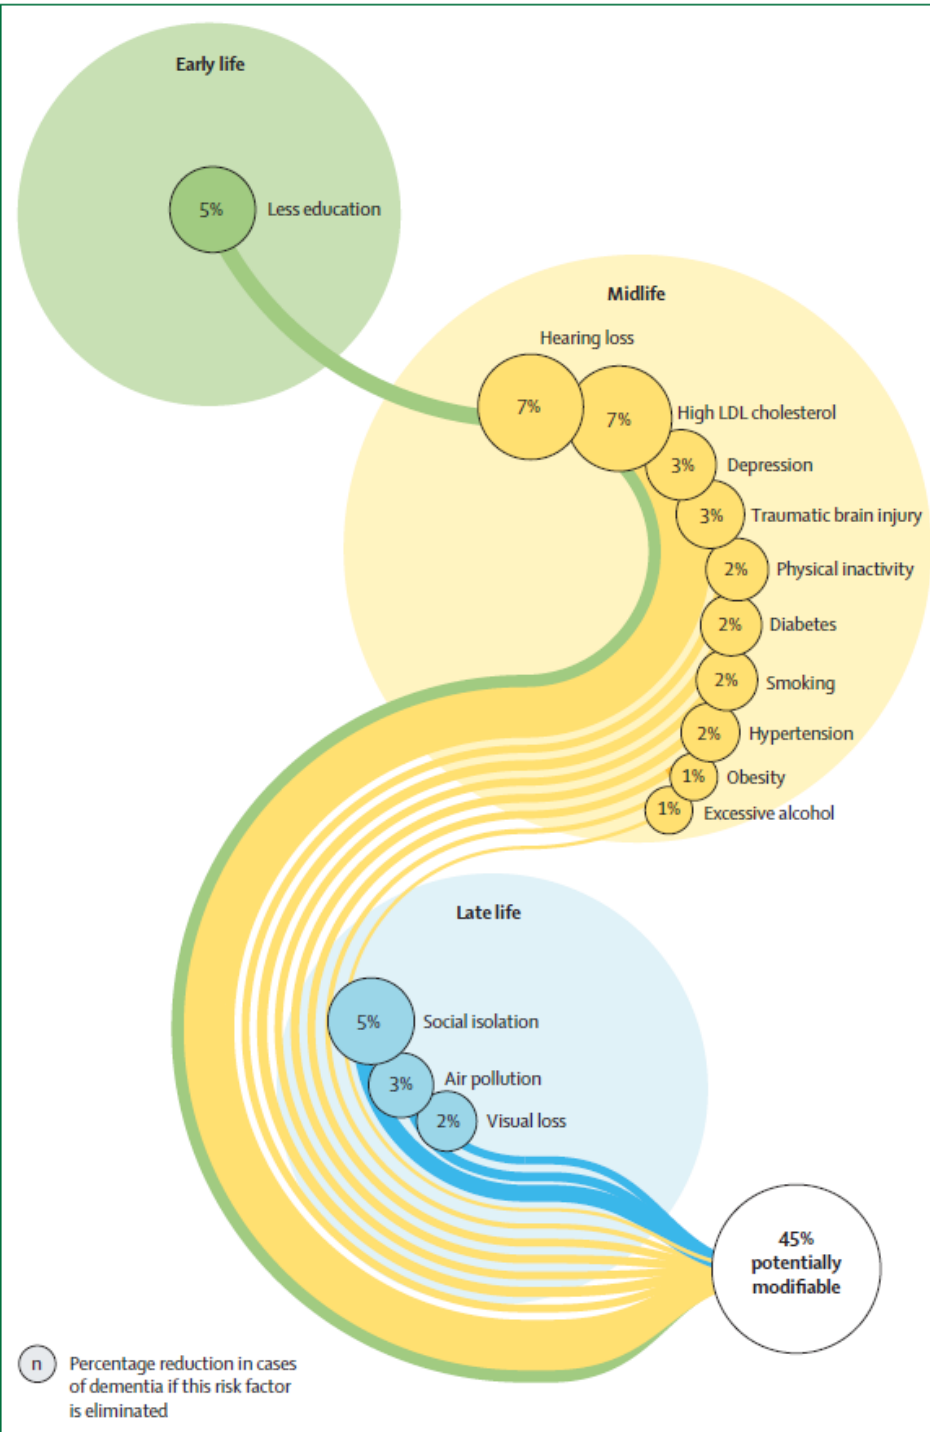 Early life
5%
Less education
Midlife
Hearing loss
7%
7%
High LDL cholesterol
3%
Depression
3%
Traumatic brain injury
2%
Physical inactivity
2%
Diabetes
2%
Smoking
2%
Hypertension
1%
Obesity
1%
Excessive alcohol
Late life
5%
Social isolation
3%
Air pollution
2%
Visual loss
45%
potentially
modifiable
n
Percentage reduction in cases
of dementia if this risk factor
is eliminated